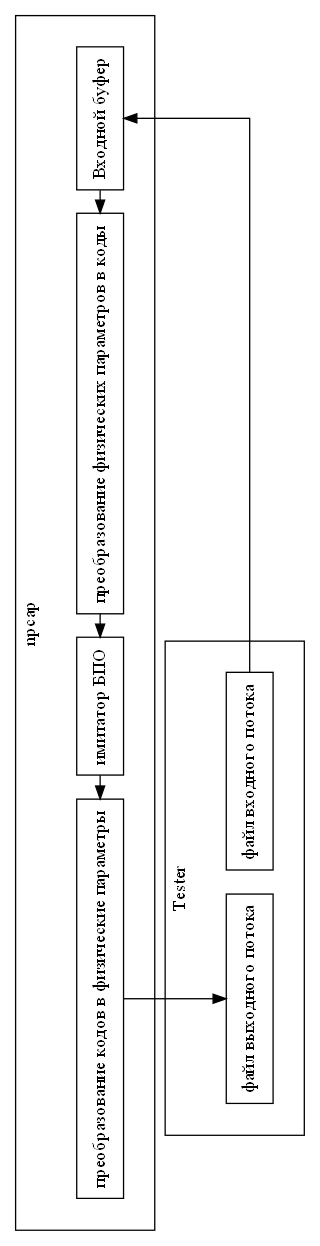 прсар
Входной буфер
преобразование физических параметров в коды
имитатор БПО
преобразование кодов в физические параметры
Tester
файл входного потока
файл выходного потока